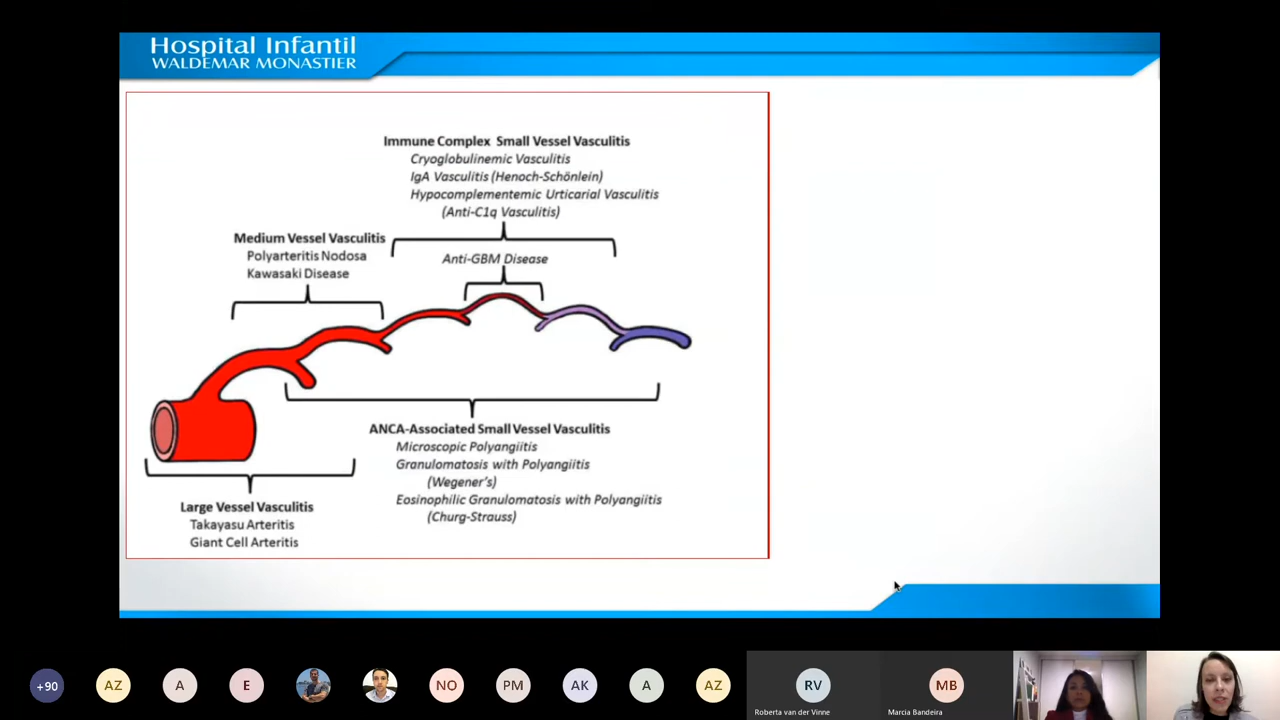 Hospital Infantil
WALDEMAR MONASTIER
Immune Complex Small Vessel Vasculitis
Cryoglobulinemic Vasculitis
IgA Vasculitis (Henoch-Schönlein)
Hypocomplementemic Urticarial Vasculitis
(Anti-C1q Vasculitis)
Medium Vessel Vasculitis
Polyarteritis Nodosa
Kawasaki Disease
Anti-GBM Disease
ANCA-Associated Small Vessel Vasculitis
Microscopic Polyangiitis
Granulomatosis with Polyangiitis
(Wegener's)
Eosinophilic Granulomatosis with Polyangiitis
(Churg-Strauss)
Large Vessel Vasculitis
Takayasu Arteritis
Giant Cell Arteritis
+90
AZ
A
E
NO
PM
AK
A
AZ
RV
Roberta van der Vinne
MB
Marcia Bandeira